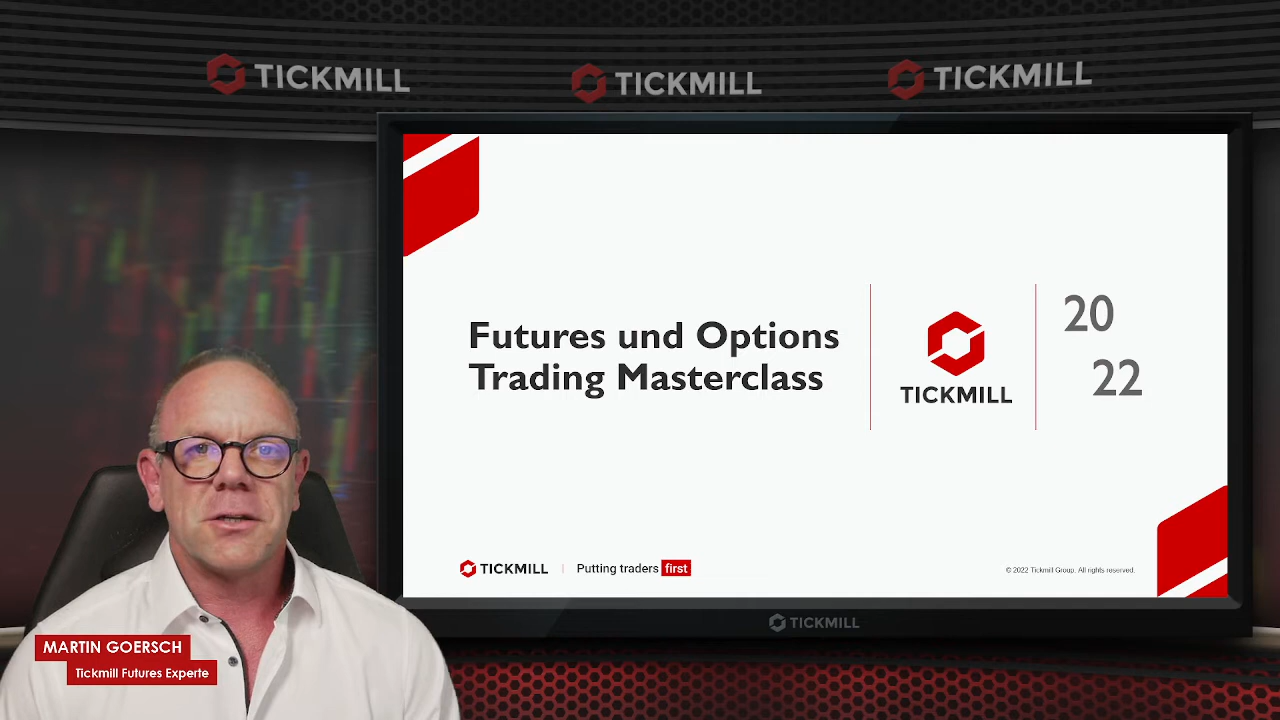 TICKMILL
TICKMILL
TICKMILL
Futures und Options
Trading Masterclass
TICKMILL
20
22
TICKMILL
Putting traders first
© 2022 Tickmill Group. All rights reserved.
TICKMILL
MARTIN GOERSCH
Tickmill Futures Experte